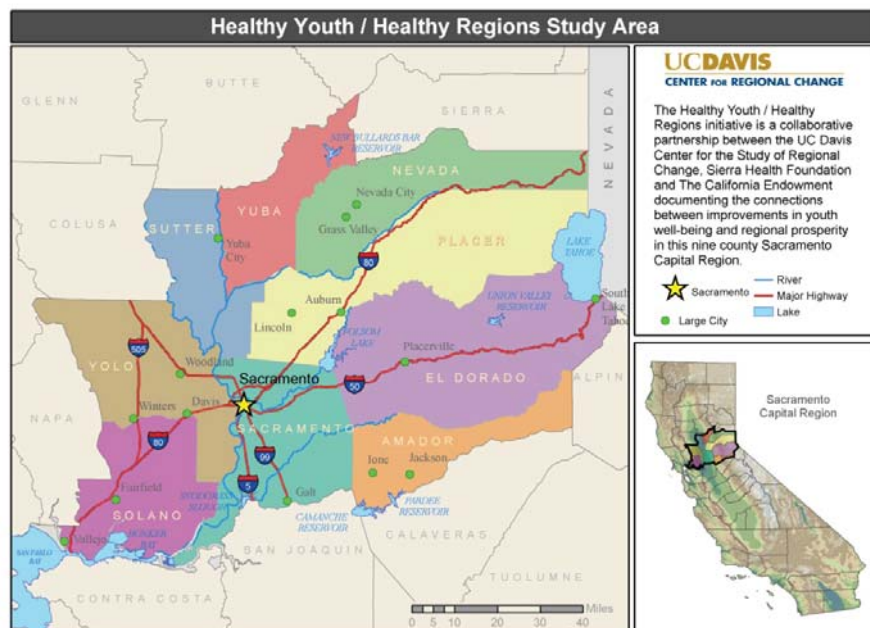 Healthy Youth / Healthy Regions Study Area
GLENN
BUTTE
SIERRA
NEVADA
NEW BULLARDS BAR
RESERVOIR
NEVADA
Nevada City
Grass Valley
YUBA
COLUSA
SUTTER
Yuba
City
PLACER
LAKE
TAHOE
80
Auburn
Lincoln
UNION VALLEY
RESERVOIR
South
Lake
Tahoe
FOLSOM
LAKE
505
YOLO
Woodland
Placerville
Sacramento
50
EL DORADO
ALPIN
NAPA
Winters
Davis
SACRAMENTO
AMADOR
80
99
Ione
Jackson
5
Fairfield
Galt
SOLANO
PARDEE
RESERVOIR
CAMANCHE
RESERVOIR
CALAVERAS
Vallejo
HONKER
BAY
SAN PABLO
BAY
SAN JOAQUIN
TUOLUMNE
CONTRA COSTA
Miles
0 5 10 20 30 40
UCDAVIS
CENTER FOR REGIONAL CHANGE
The Healthy Youth / Healthy
Regions initiative is a collaborative
partnership between the UC Davis
Center for the Study of Regional
Change, Sierra Health Foundation
and The California Endowment
documenting the connections
between improvements in youth
well-being and regional prosperity
in this nine county Sacramento
Capital Region.
Sacramento
River
Major Highway
Large City
Lake
Sacramento
Capital Region